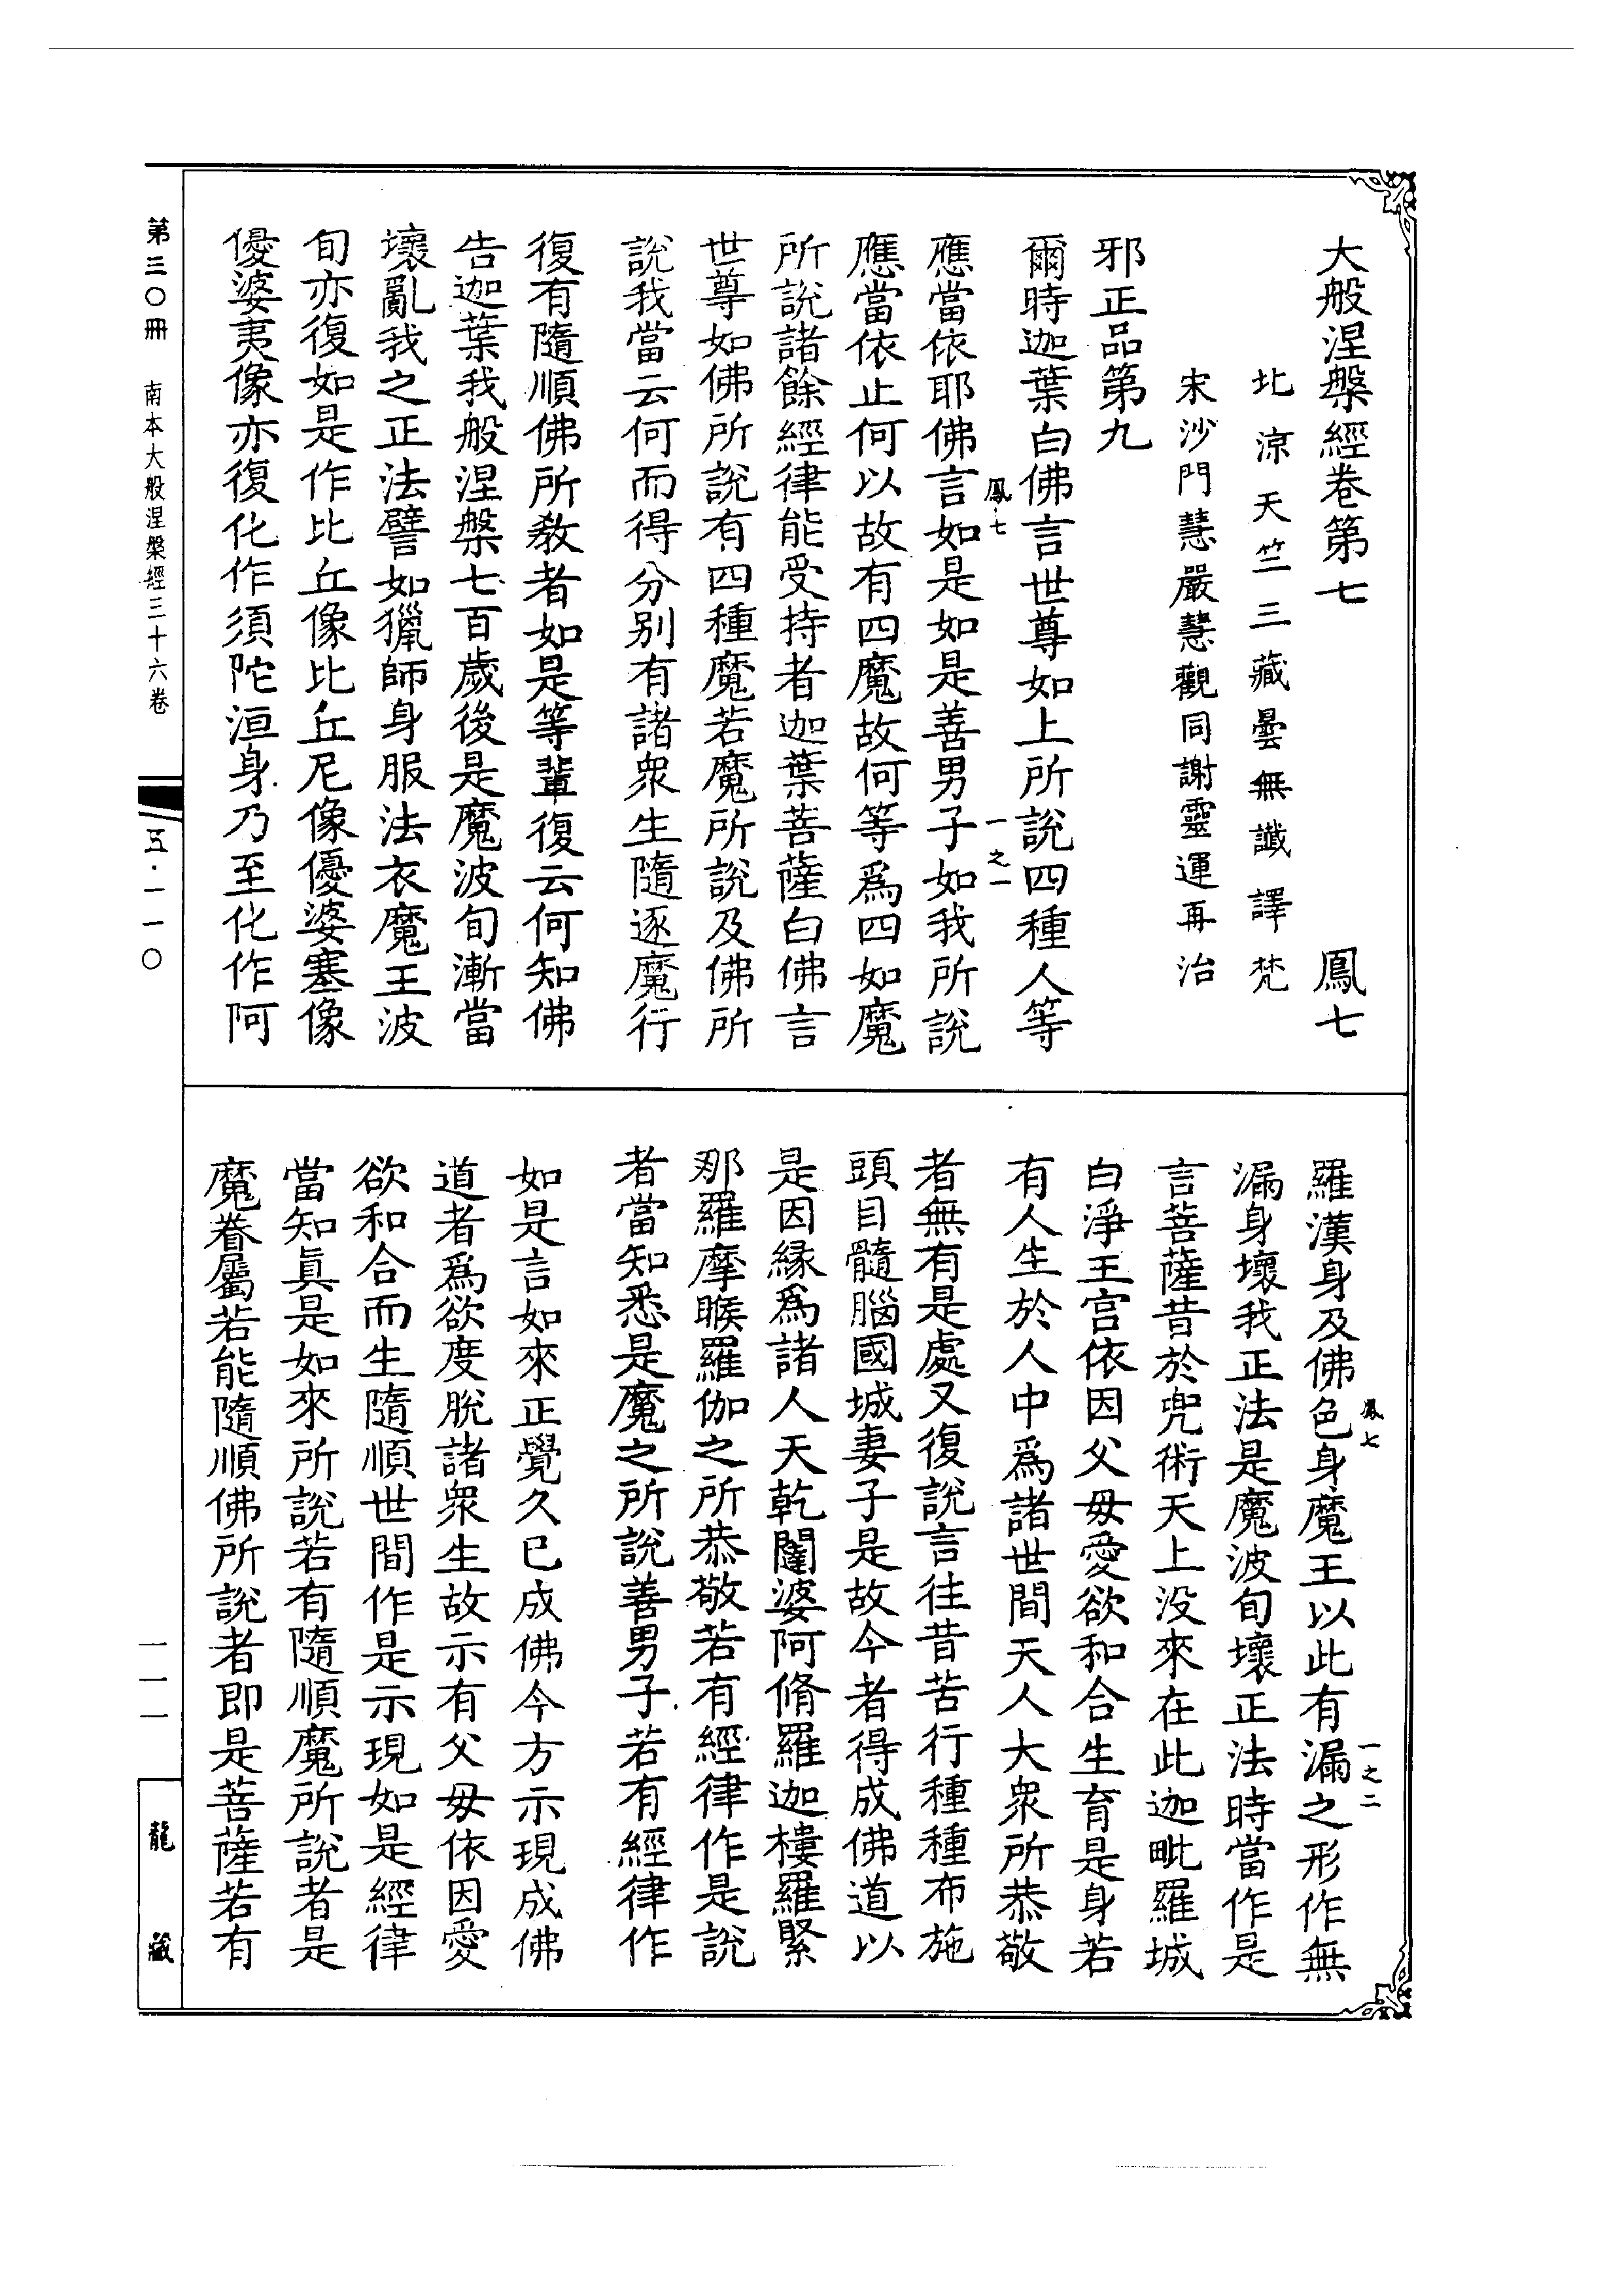 大般涅槃經卷第七　鳳七
北涼天竺三藏曇無讖譯梵
宋沙門慧嚴慧觀同謝靈運再治
邪正品第九
爾時迦葉白佛言世尊如上所說四種人等
鳳七　一之一
應當依耶佛言如是如是善男子如我所說
應當依止何以故有四魔故何等爲四如魔
所說諸餘經律能受持者迦葉菩薩白佛言
世尊如佛所說有四種魔若魔所說及佛所
說我當云何而得分別有諸衆生隨逐魔行
復有隨順佛所教者如是等輩復云何知佛
告迦葉我般涅槃七百歲後是魔波旬漸當
壞亂我之正法譬如獵師身服法衣魔王波
旬亦復如是作比丘像比丘尼像優婆塞像
優婆夷像亦復化作須陀洹身乃至化作阿
鳳七　一之二
羅漢身及佛色身魔王以此有漏之形作無
漏身壞我正法是魔波旬壞正法時當作是
言菩薩昔於兜術天上没來在此迦毗羅城
白淨王宮依因父母愛欲和合生育是身若
有人生於人中爲諸世間天人大衆所恭敬
者無有是處又復說言往昔苦行種種布施
頭目髓腦國城妻子是故今者得成佛道以
是因緣爲諸人天乾闥婆阿脩羅迦樓羅緊
那羅摩睺羅伽之所恭敬若有經律作是說
者當知悉是魔之所說善男子若有經律作
如是言如來正覺久已成佛今方示現成佛
道者爲欲度脫諸衆生故示有父母依因愛
欲和合而生隨順世間作是示現如是經律
當知眞是如來所說若有隨順魔所說者是
魔眷屬若能隨順佛所說者即是菩薩若有
第三〇冊　南本大般涅槃經三十六卷
五·一一〇
一一一
龍藏